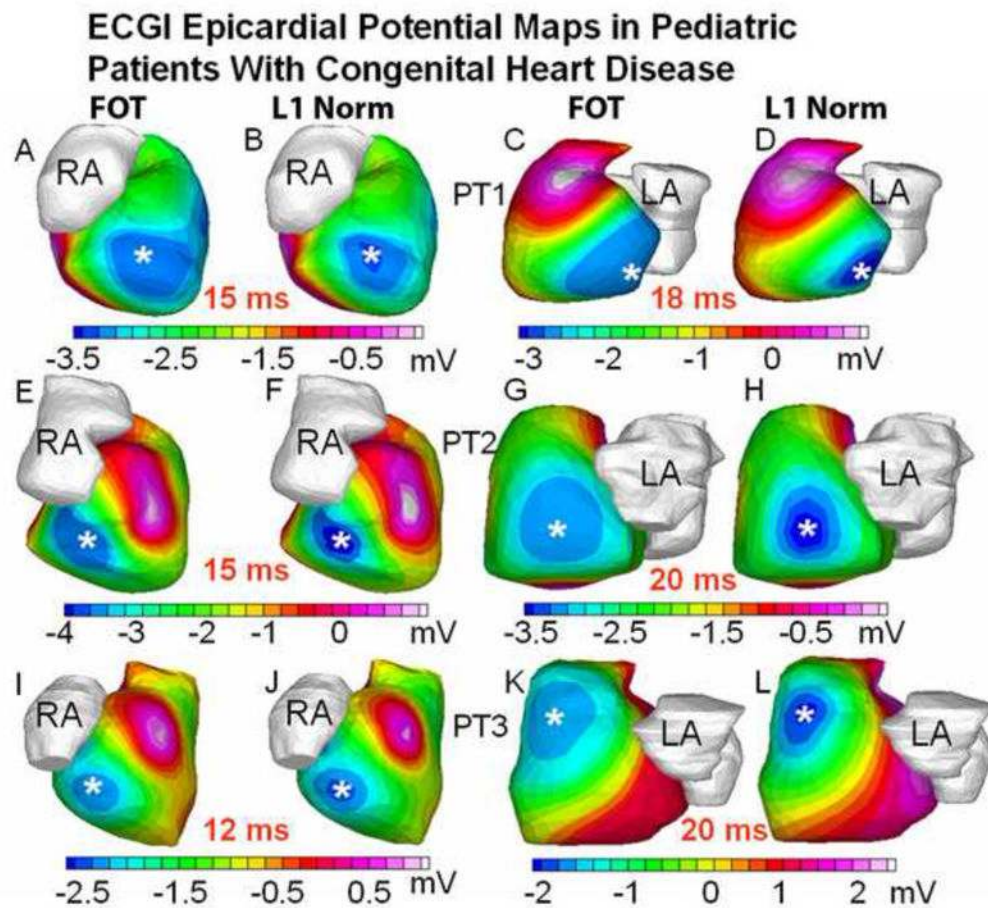 ECGI Epicardial Potential Maps in Pediatric
Patients With Congenital Heart Disease
FOT L1 Norm FOT L1 Norm
A B C D
RA RA PT1 LA LA
* * * *
15 ms 18 ms
-3.5 -2.5 -1.5 -0.5 mV -3 -2 -1 0 mV
E F G H
RA RA PT2 LA LA
* * * *
15 ms 20 ms
-4 -3 -2 -1 0 mV -3.5 -2.5 -1.5 -0.5 mV
I J K L
RA RA PT3 LA LA
* * * *
12 ms 20 ms
-2.5 -1.5 -0.5 0.5 mV -2 -1 0 1 2 mV